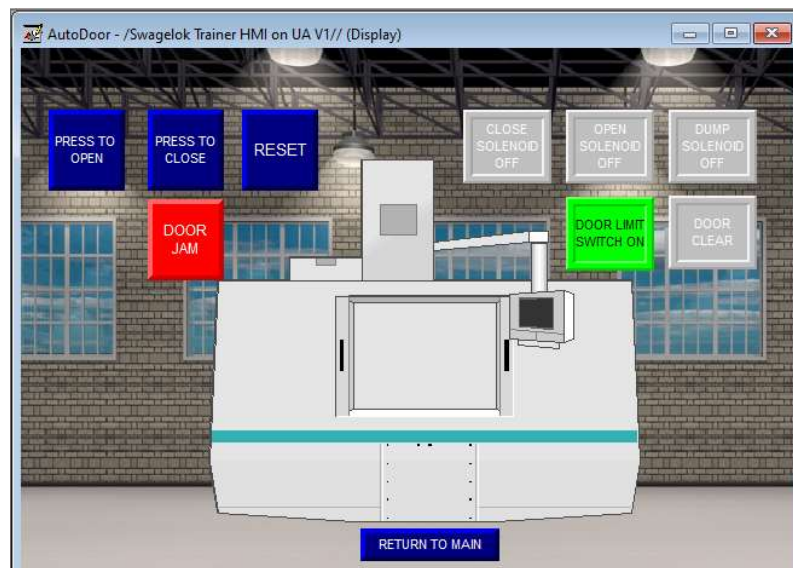 AutoDoor - /Swagelok Trainer HMI on UA V1// (Display)
PRESS TO
OPEN
PRESS TO
CLOSE
RESET
CLOSE
SOLENOID
OFF
OPEN
SOLENOID
OFF
DUMP
SOLENOID
OFF
DOOR
JAM
DOOR LIMIT
SWITCH ON
DOOR
CLEAR
RETURN TO MAIN